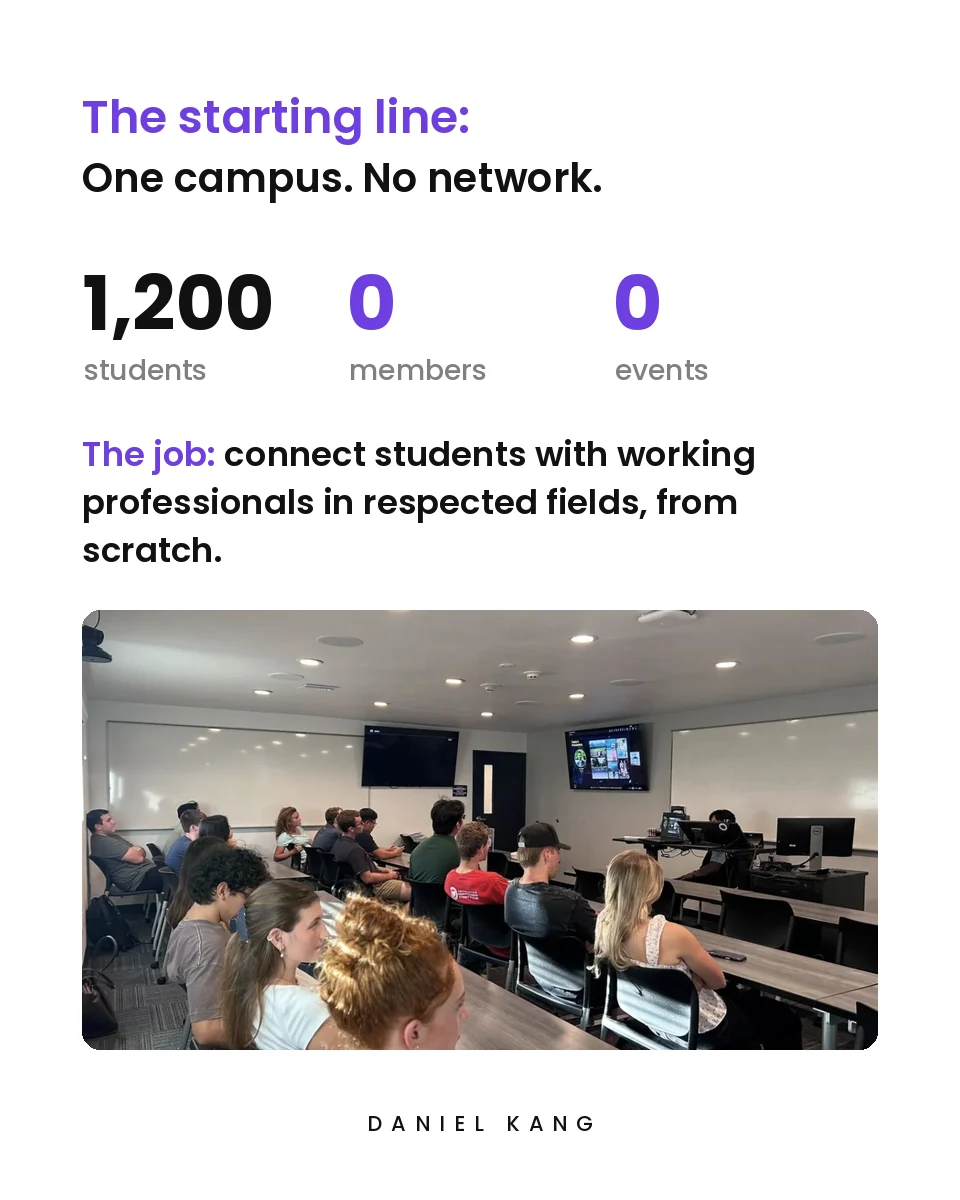 The starting line:
One campus. No network.
1,200 0 0
students members events
The job: connect students with working
professionals in respected fields, from
scratch.
DANIEL KANG